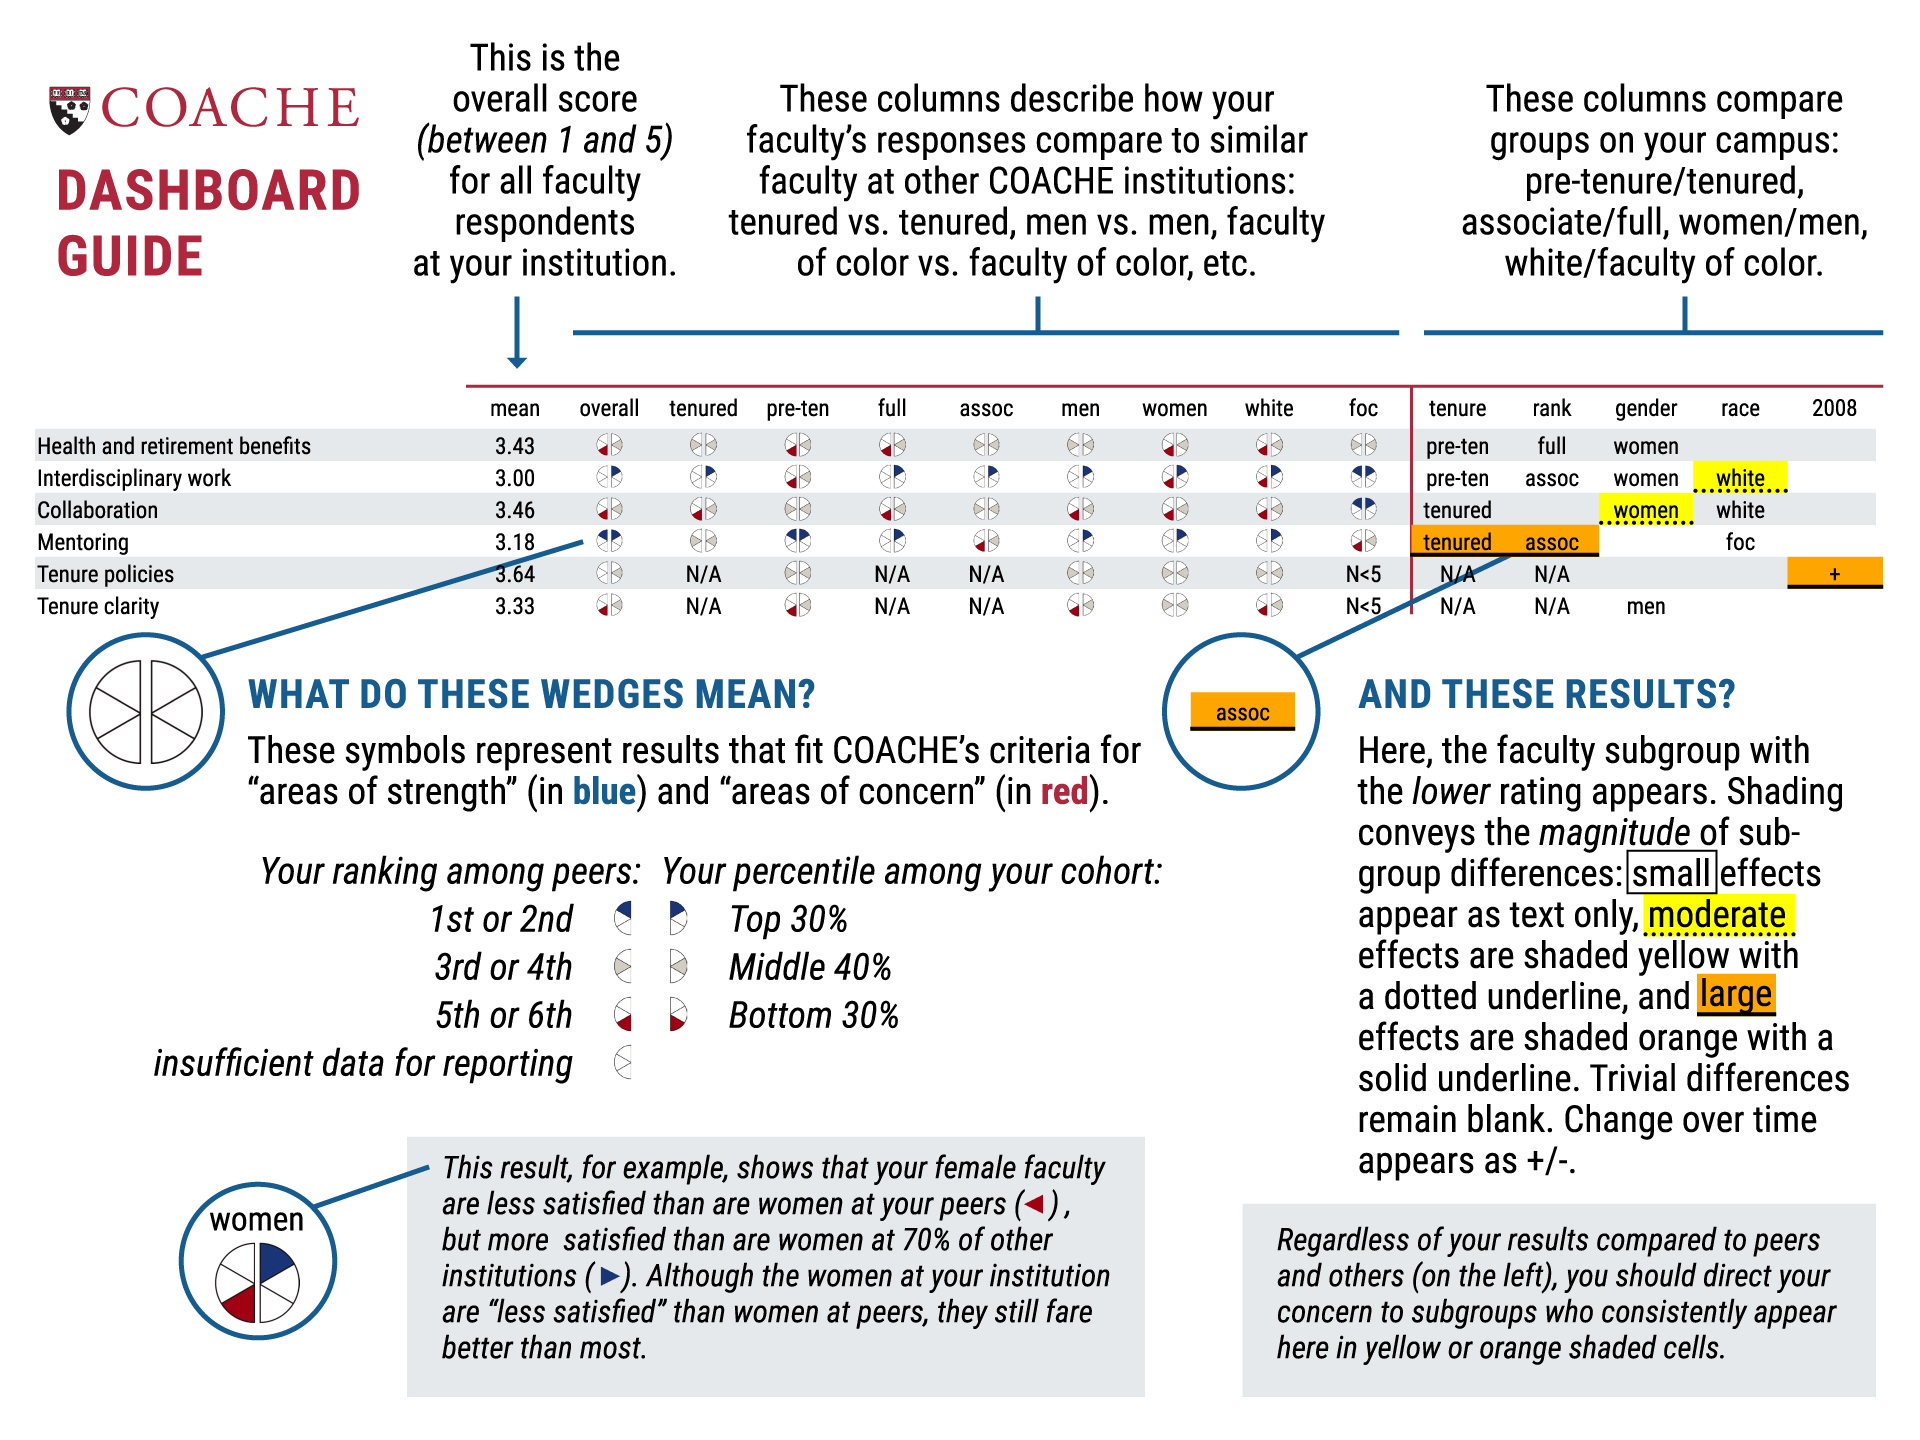 COACHE
DASHBOARD
GUIDE
This is the
overall score
(between 1 and 5)
for all faculty
respondents
at your institution.
These columns describe how your
faculty’s responses compare to similar
faculty at other COACHE institutions:
tenured vs. tenured, men vs. men, faculty
of color vs. faculty of color, etc.
These columns compare
groups on your campus:
pre-tenure/tenured,
associate/full, women/men,
white/faculty of color.
mean overall tenured pre-ten full assoc men women white foc tenure rank gender race 2008
Health and retirement benefits 3.43 pre-ten full women
Interdisciplinary work 3.00 pre-ten assoc women white
Collaboration 3.46 tenured women white
Mentoring 3.18 tenured assoc foc
Tenure policies 3.64 N/A N/A N/A N<5 N/A N/A +
Tenure clarity 3.33 N/A N/A N/A N<5 N/A N/A men
WHAT DO THESE WEDGES MEAN?
These symbols represent results that fit COACHE’s criteria for
“areas of strength” (in blue) and “areas of concern” (in red).
Your ranking among peers: Your percentile among your cohort:
1st or 2nd Top 30%
3rd or 4th Middle 40%
5th or 6th Bottom 30%
insufficient data for reporting
women
This result, for example, shows that your female faculty
are less satisfied than are women at your peers (◀) ,
but more satisfied than are women at 70% of other
institutions (▶). Although the women at your institution
are “less satisfied” than women at peers, they still fare
better than most.
assoc
AND THESE RESULTS?
Here, the faculty subgroup with
the lower rating appears. Shading
conveys the magnitude of sub-
group differences: small effects
appear as text only, moderate
effects are shaded yellow with
a dotted underline, and large
effects are shaded orange with a
solid underline. Trivial differences
remain blank. Change over time
appears as +/-.
Regardless of your results compared to peers
and others (on the left), you should direct your
concern to subgroups who consistently appear
here in yellow or orange shaded cells.